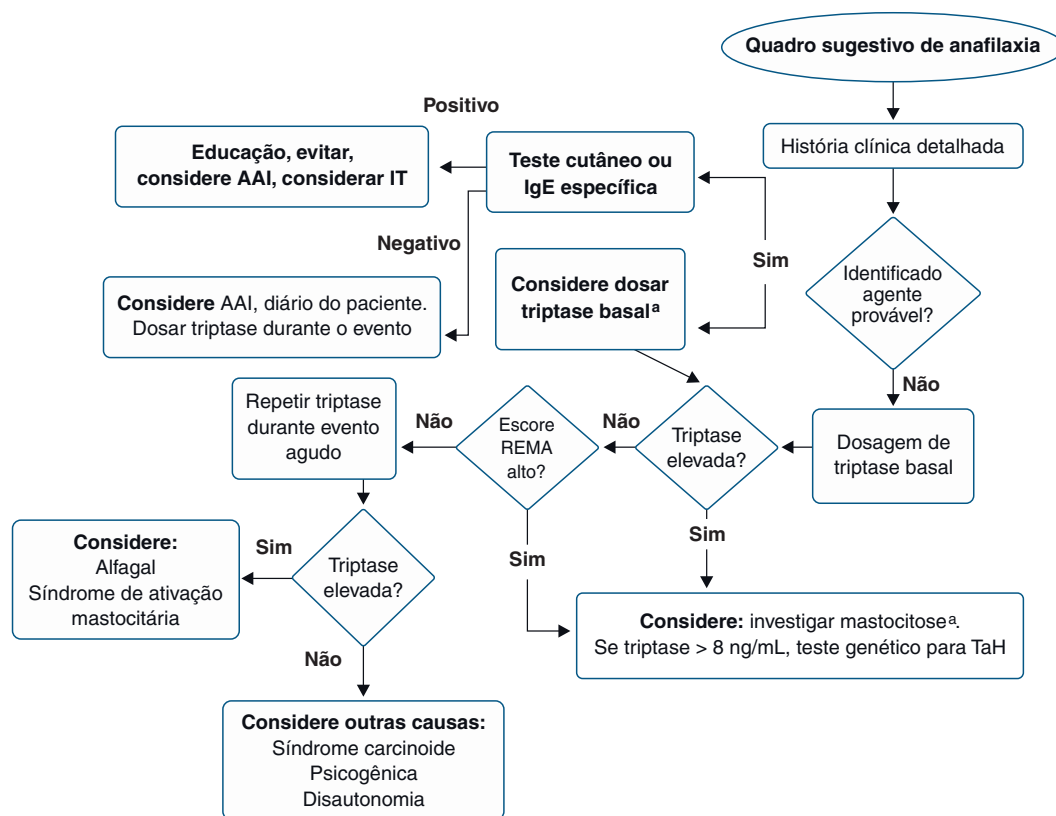 Quadro sugestivo de anafilaxia
História clínica detalhada
Identificado
agente
provável?
Sim
Não
Teste cutâneo ou
IgE específica
Positivo
Educação, evitar,
considere AAI, considerar IT
Negativo
Considere AAI, diário do paciente.
Dosar triptase durante o evento
Considere dosar
triptase basalª
Dosagem de
triptase basal
Triptase
elevada?
Não
Sim
Escore
REMA
alto?
Não
Sim
Considere: investigar mastocitoseª.
Se triptase > 8 ng/mL, teste genético para TaH
Repetir triptase
durante evento
agudo
Triptase
elevada?
Sim
Considere:
Alfagal
Síndrome de ativação
mastocitária
Não
Considere outras causas:
Síndrome carcinoide
Psicogênica
Disautonomia